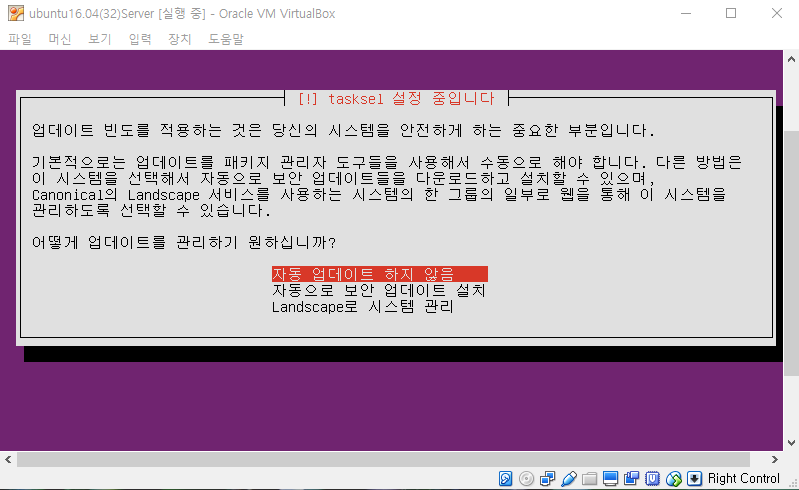 ubuntu16.04(32)Server [실행 중] - Oracle VM VirtualBox
파일 머신 보기 입력 장치 도움말
[!] tasksel 설정 중입니다
업데이트 빈도를 적용하는 것은 당신의 시스템을 안전하게 하는 중요한 부분입니다.
기본적으로는 업데이트를 패키지 관리자 도구들을 사용해서 수동으로 해야 합니다. 다른 방법은
이 시스템을 선택해서 자동으로 보안 업데이트들을 다운로드하고 설치할 수 있으며,
Canonical의 Landscape 서비스를 사용하는 시스템의 한 그룹의 일부로 웹을 통해 이 시스템을
관리하도록 선택할 수 있습니다.
어떻게 업데이트를 관리하기 원하십니까?
자동 업데이트 하지 않음
자동으로 보안 업데이트 설치
Landscape로 시스템 관리
Right Control